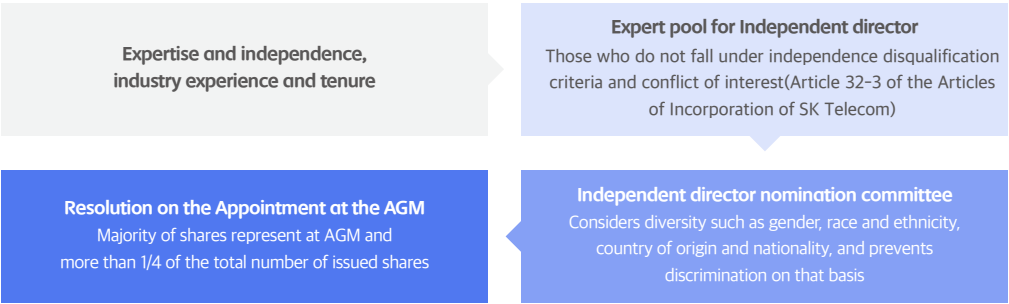 Expertise and independence,
industry experience and tenure
Expert pool for Independent director
Those who do not fall under independence disqualification
criteria and conflict of interest(Article 32-3 of the Articles
of Incorporation of SK Telecom)
Independent director nomination committee
Considers diversity such as gender, race and ethnicity,
country of origin and nationality, and prevents
discrimination on that basis
Resolution on the Appointment at the AGM
Majority of shares represent at AGM and
more than 1/4 of the total number of issued shares